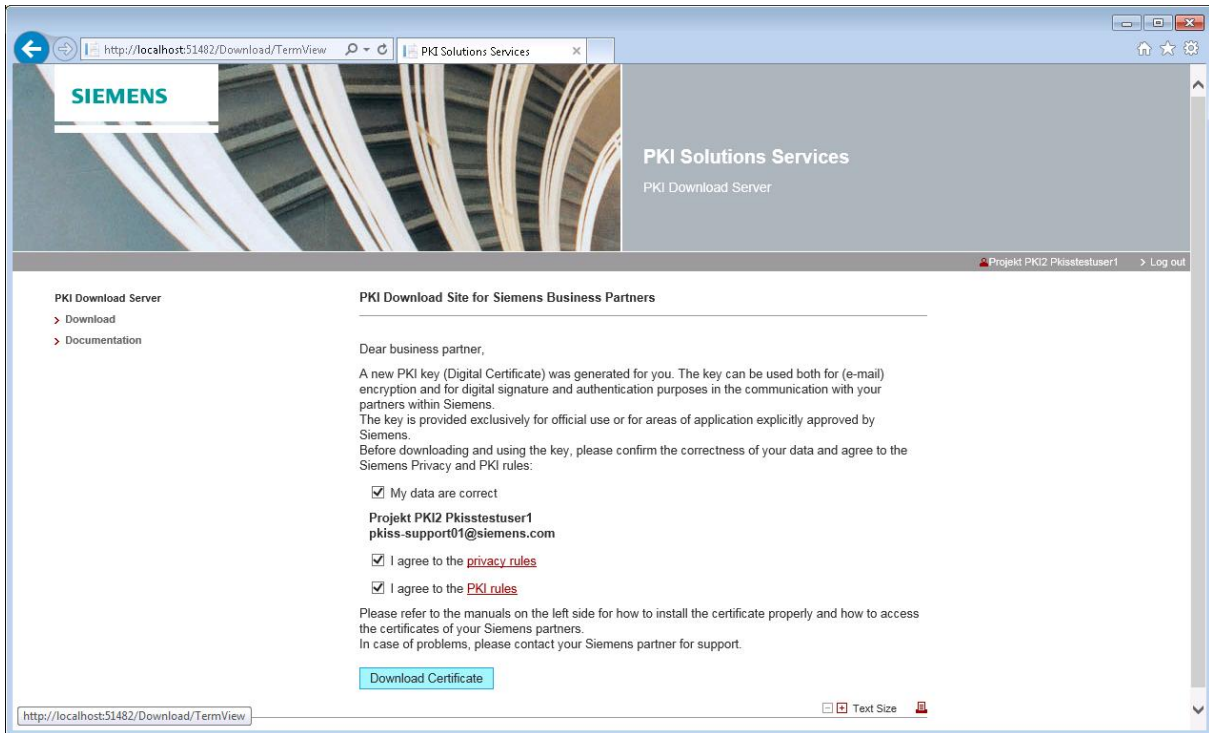 http://localhost:51482/Download/TermView
PKI Solutions Services
SIEMENS
PKI Solutions Services
PKI Download Server
Projekt PKI2 Pkisstestuser1
> Log out
PKI Download Server
> Download
> Documentation
PKI Download Site for Siemens Business Partners
Dear business partner,
A new PKI key (Digital Certificate) was generated for you. The key can be used both for (e-mail)
encryption and for digital signature and authentication purposes in the communication with your
partners within Siemens.
The key is provided exclusively for official use or for areas of application explicitly approved by
Siemens.
Before downloading and using the key, please confirm the correctness of your data and agree to the
Siemens Privacy and PKI rules:
My data are correct
Projekt PKI2 Pkisstestuser1
pkiss-support01@siemens.com
I agree to the privacy rules
I agree to the PKI rules
Please refer to the manuals on the left side for how to install the certificate properly and how to access
the certificates of your Siemens partners.
In case of problems, please contact your Siemens partner for support.
Download Certificate
Text Size
http://localhost:51482/Download/TermView